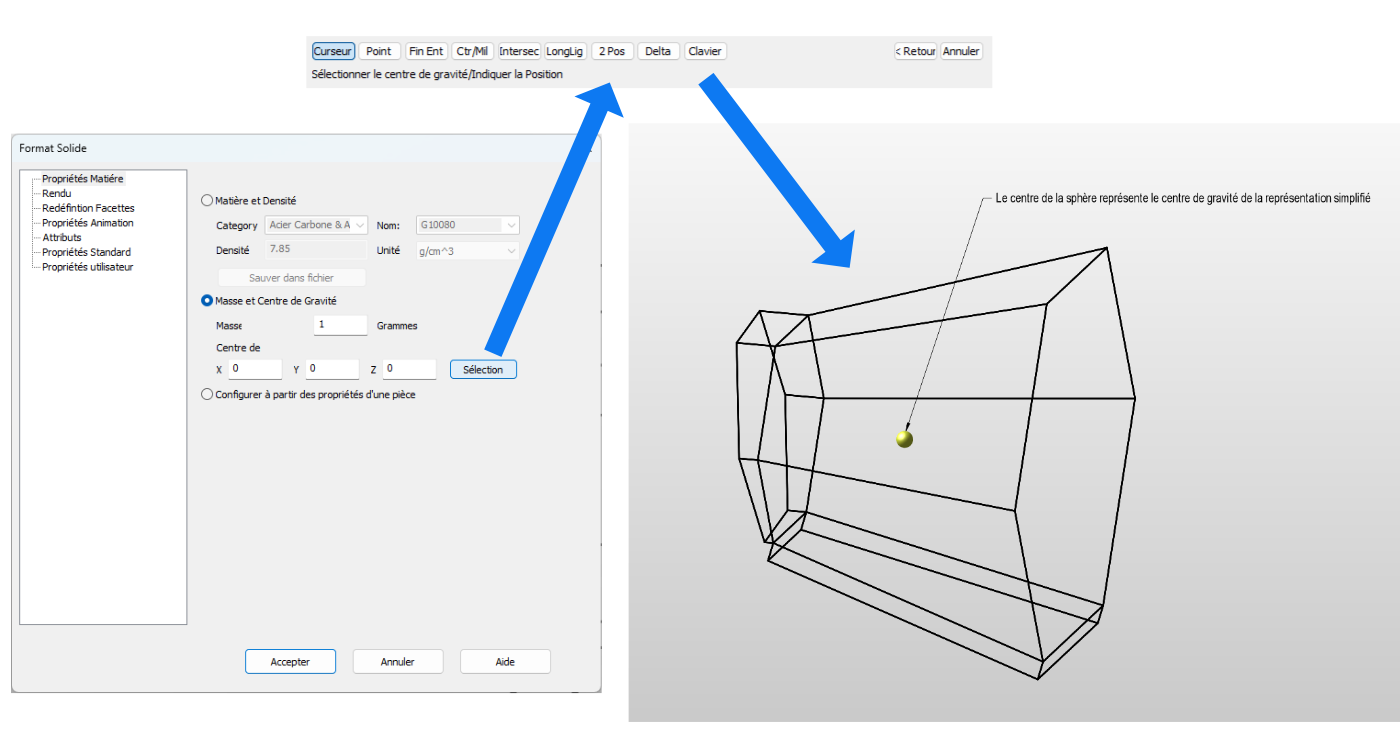 Curseur Point Fin Ent Ctr/Mil Intersec LongLig 2 Pos Delta Clavier < Retour Annuler
Sélectionner le centre de gravité/Indiquer la Position
Format Solide
Propriétés Matiére
Rendu
Redéfintion Facettes
Propriétés Animation
Attributs
Propriétés Standard
Propriétés utilisateur
Matière et Densité
Category Acier Carbone & A Nom: G10080
Densité 7.85 Unité g/cm^3
Sauver dans fichier
Masse et Centre de Gravité
Masse 1 Grammes
Centre de
X 0 Y 0 Z 0 Sélection
Configurer à partir des propriétés d'une pièce
Accepter Annuler Aide
Le centre de la sphère représente le centre de gravité de la représentation simplifié